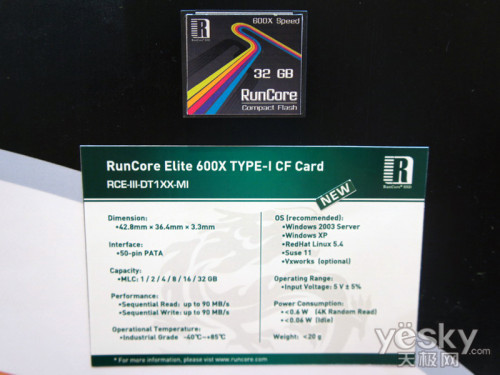 600X Speed
R
32 GB
RunCore
Compact Flash
RunCore Elite 600X TYPE-I CF Card
RCE-III-DT1XX-MI
R
RunCore® SSD
NEW
Dimension:
•42.8mm × 36.4mm × 3.3mm
Interface:
•50-pin PATA
Capacity:
•MLC: 1 / 2 / 4 / 8 / 16 / 32 GB
Performance:
•Sequential Read: up to 90 MB/s
•Sequential Write: up to 90 MB/s
Operational Temperature:
•Industrial Grade -40℃~+85℃
OS (recommended):
•Windows 2003 Server
•Windows XP
•RedHat Linux 5.4
•Suse 11
•Vxworks (optional)
Operating Range:
•Input Voltage: 5 V ± 5%
Power Consumption:
•<0.6 W (4K Random Read)
•<0.06 W (Idle)
Weight: <20 g
* For more information, please visit www.runcore.com
yesky
天极网